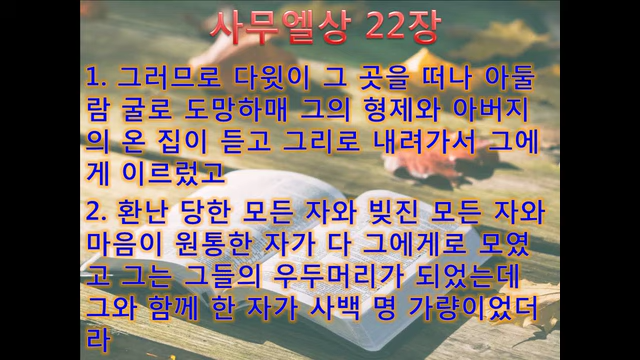 사무엘상 22장
1. 그러므로 다윗이 그 곳을 떠나 아둘
람 굴로 도망하매 그의 형제와 아버지
의 온 집이 듣고 그리로 내려가서 그에
게 이르렀고
2. 환난 당한 모든 자와 빚진 모든 자와
마음이 원통한 자가 다 그에게로 모였
고 그는 그들의 우두머리가 되었는데
그와 함께 한 자가 사백 명 가량이었더
라